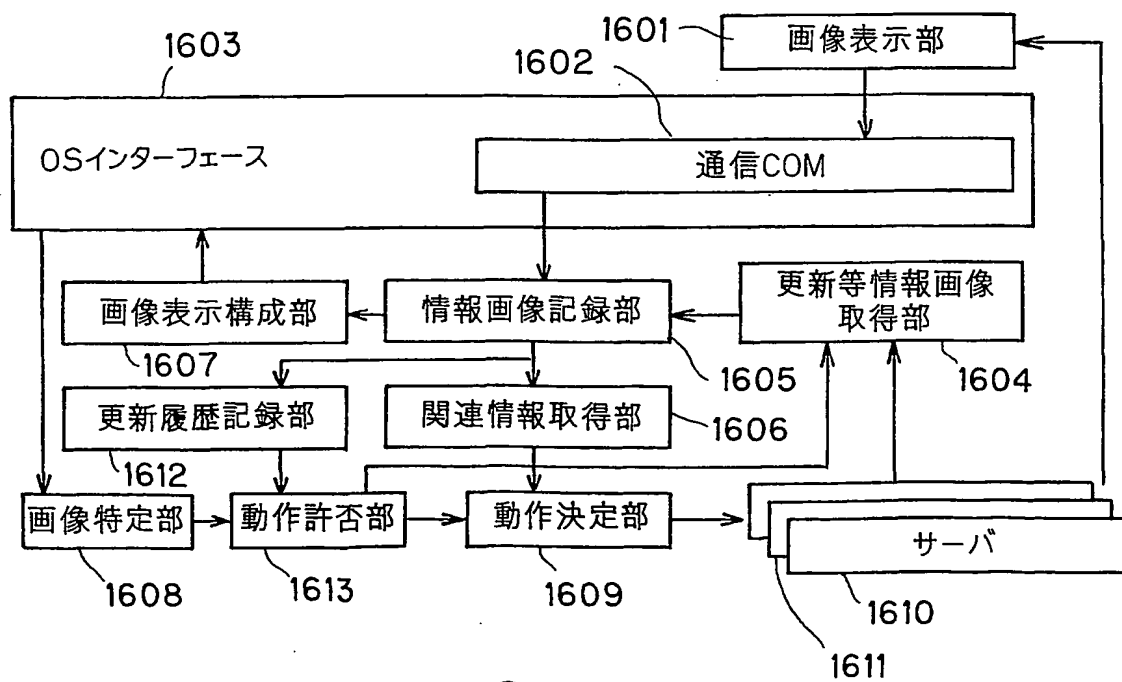 1603
1602
1601
画像表示部
OSインターフェース
通信COM
画像表示構成部
情報画像記録部
更新等情報画像
取得部
1607
1605
1604
更新履歴記録部
関連情報取得部
1606
1612
画像特定部
動作許否部
動作決定部
サーバ
1608
1613
1609
1610
1611